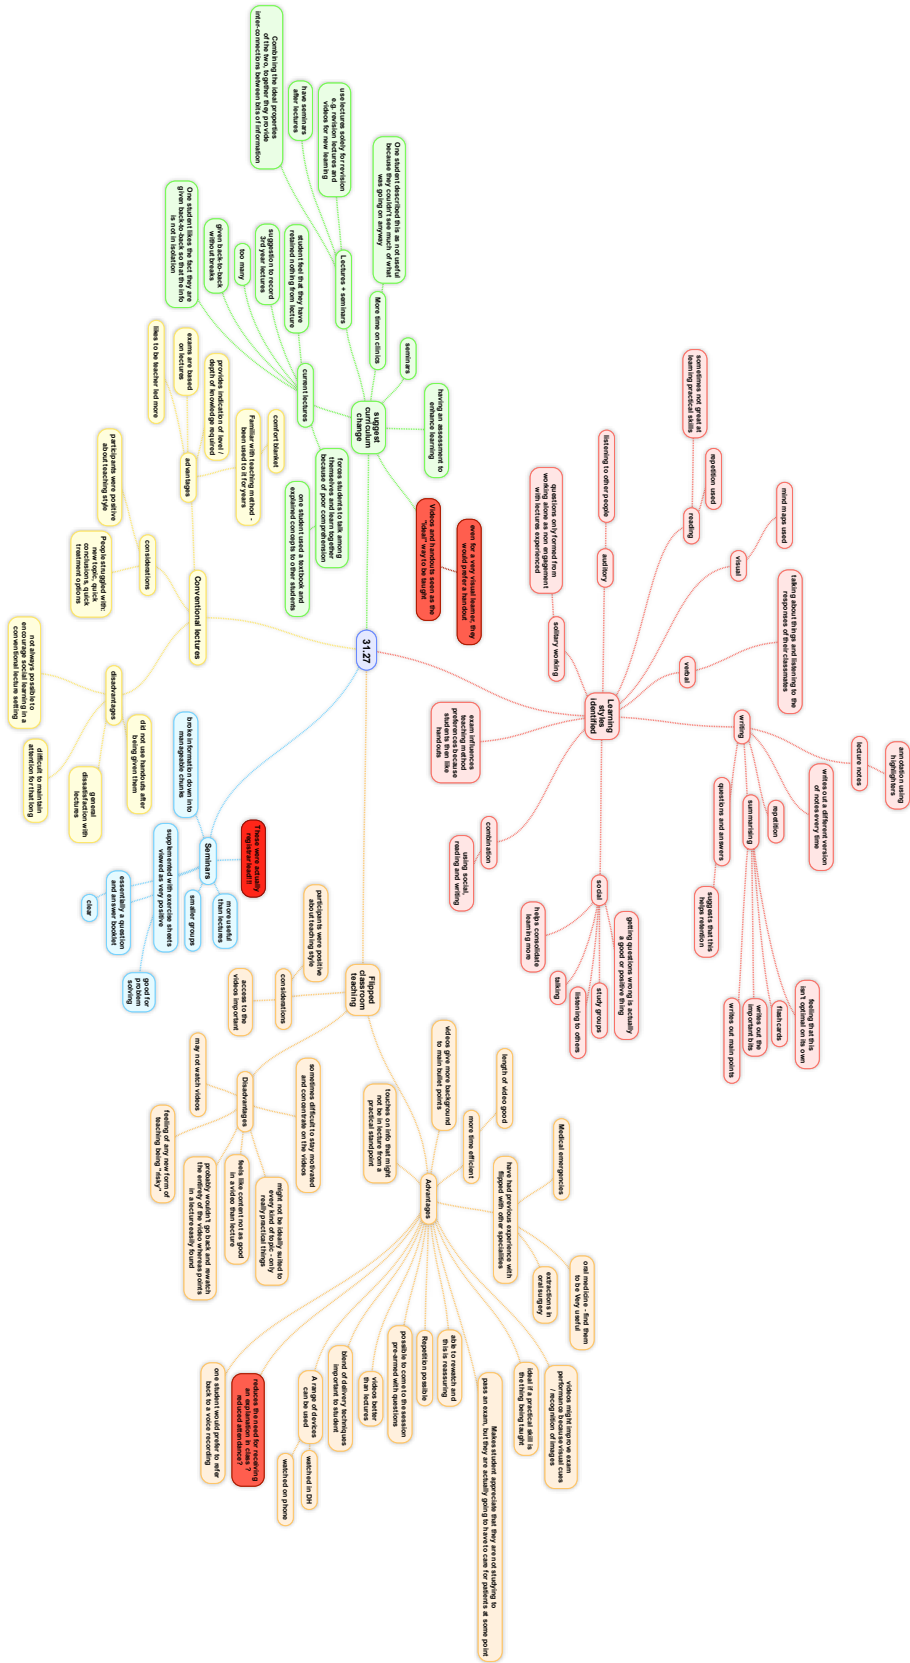 31.27
Learning
styles
identified
reading
sometimes not great at
learning practical skills
repetition used
visual
mind maps used
verbal
talking about things and listening to the
responses of their classmates
writing
lecture notes
annotation using
highlighters
writes out a different version
of notes every time
repetition
summarising
feeling that this
isn't optimal on its own
flash cards
writes out the
important bits
writes out main points
questions and answers
suggests that this
helps retention
social
getting questions wrong is actually
a good or positive thing
study groups
listening to others
talking
helps consolidate
learning more
combination
using social,
reading and writing
exam influences
teaching method
preferences because
students then like
handouts
solitary working
questions only formed from
working alone as non engagement
with lectures experienced
auditory
listening to other people
Flipped
classroom
teaching
Advantages
length of video good
more time efficient
videos give more background
to main bullet points
touches on info that might
not be in lecture from a
practical standpoint
have had previous experience with
flipped with other specialities
Medical emergencies
oral medicine - find them
to be Very useful
extractions in
oral surgery
videos might improve exam
performance because visual cues
/ recognition of images
ideal if a practical skill is
the thing being taught
Makes student appreciate that they are not studying to
pass an exam, but they are actually going to have to care for patients at some point
able to rewatch and
this is reassuring
Repetition possible
possible to come to the session
pre-armed with questions
videos better
than lectures
blend of delivery techniques
important to student
A range of devices
can be used
watched in DH
watched on phone
reduces the need for receiving
an explanation in class ?
reduced attendance?
one student would prefer to refer
back to a voice recording
Disadvantages
sometimes difficult to stay motivated
and concentrate on the videos
might not be ideally suited to
every kind of topic - only
really practical things
feels like content not as good
in a video than lecture
probably wouldn't go back and rewatch
the entirety of the video whereas points
in a lecture easily found
feeling of any new form of
teaching being "risky"
may not watch videos
considerations
participants were positive
about teaching style
access to the
videos important
Seminars
These were actually
registrar lead!!!
more useful
than lectures
smaller groups
good for
problem
solving
supplemented with exercise sheets
viewed as very positive
essentially a question
and answer booklet
clear
broke information down into
manageable chunks
Conventional lectures
advantages
comfort blanket
Familiar with teaching method -
been used to it for years
provides indication of level /
depth of knowledge required
exams are based
on lectures
likes to be teacher led more
considerations
participants were positive
about teaching style
People struggled with:
new topic, quick
conclusions, quick
treatment options
disadvantages
did not use handouts after
being given them
general
dissatisfaction with
lectures
difficult to maintain
attention for that long
not always possible to
encourage social learning in a
conventional lecture setting
suggest
curriculum
change
Videos and handouts seen as the
"ideal" way to be taught
even for a very visual learner, they
would prefer a handout
having an assessment to
enhance learning
seminars
More time on clinics
One student described this as not useful
because they couldn't see much of what
was going on anyway
Lectures + seminars
use lectures solely for revision
e.g. revision lectures and
videos for new learning
have seminars
after lectures
Combining the ideal properties
of the two, together they provide
inter-connections between bits of information
current lectures
student feel that they have
retained nothing from lecture
suggestion to record
3rd year lectures
too many
given back-to-back
without breaks
One student likes the fact they are
given back-to-back so that the info
is not in isolation
forces students to talk among
themselves and learn together
because of poor comprehension
one student used a textbook and
explained concepts to other students